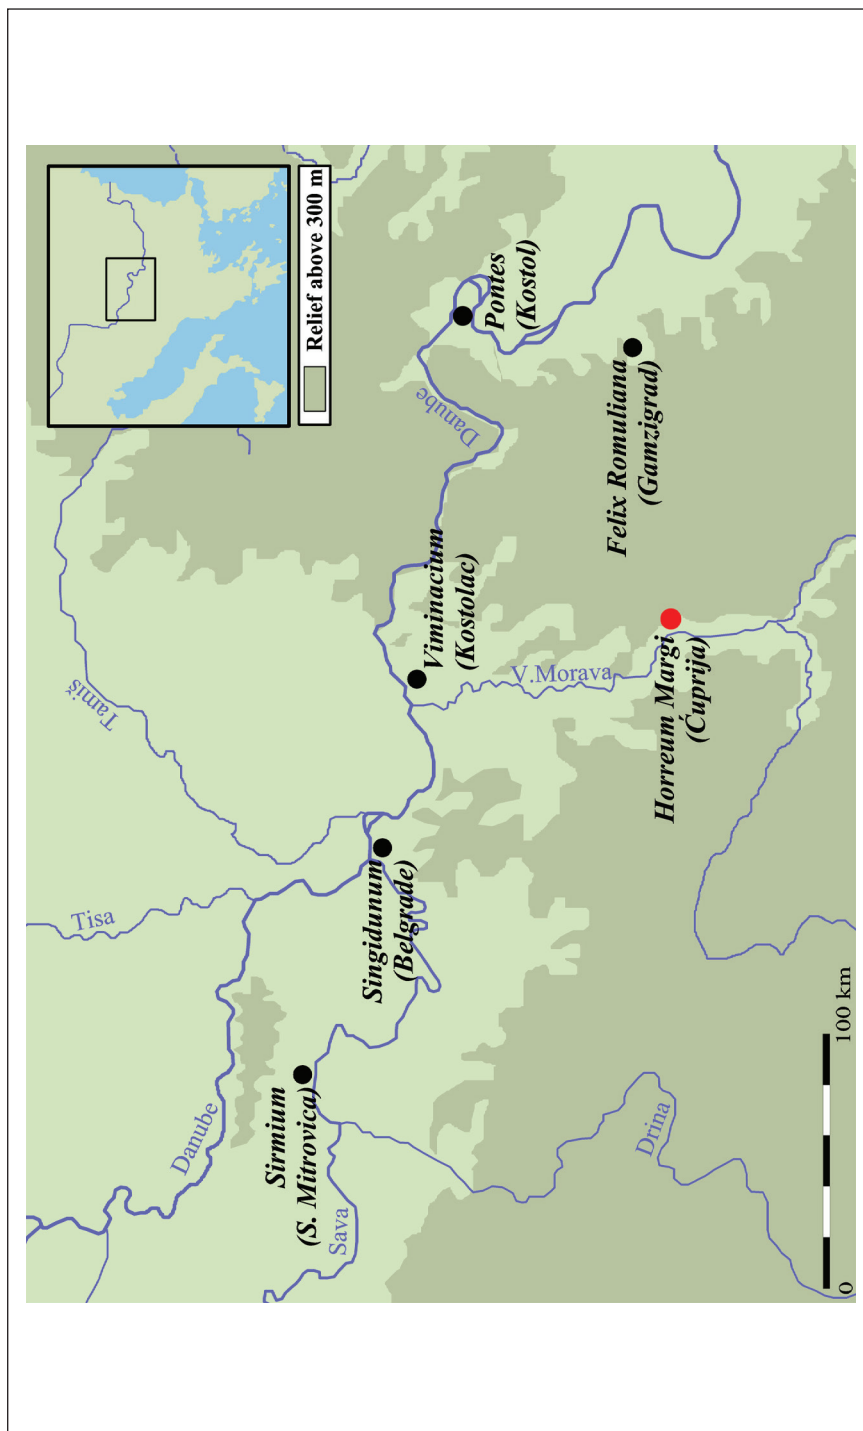 Relief above 300 m
Tamiš
Tisa
Danube
Danube
Pontes
(Kostol)
Viminacium
(Kostolac)
Felix Romuliana
(Gamzigrad)
Singidunum
(Belgrade)
V.Morava
Horreum Margi
(Ćuprija)
Sirmium
(S. Mitrovica)
Sava
Drina
0
100 km